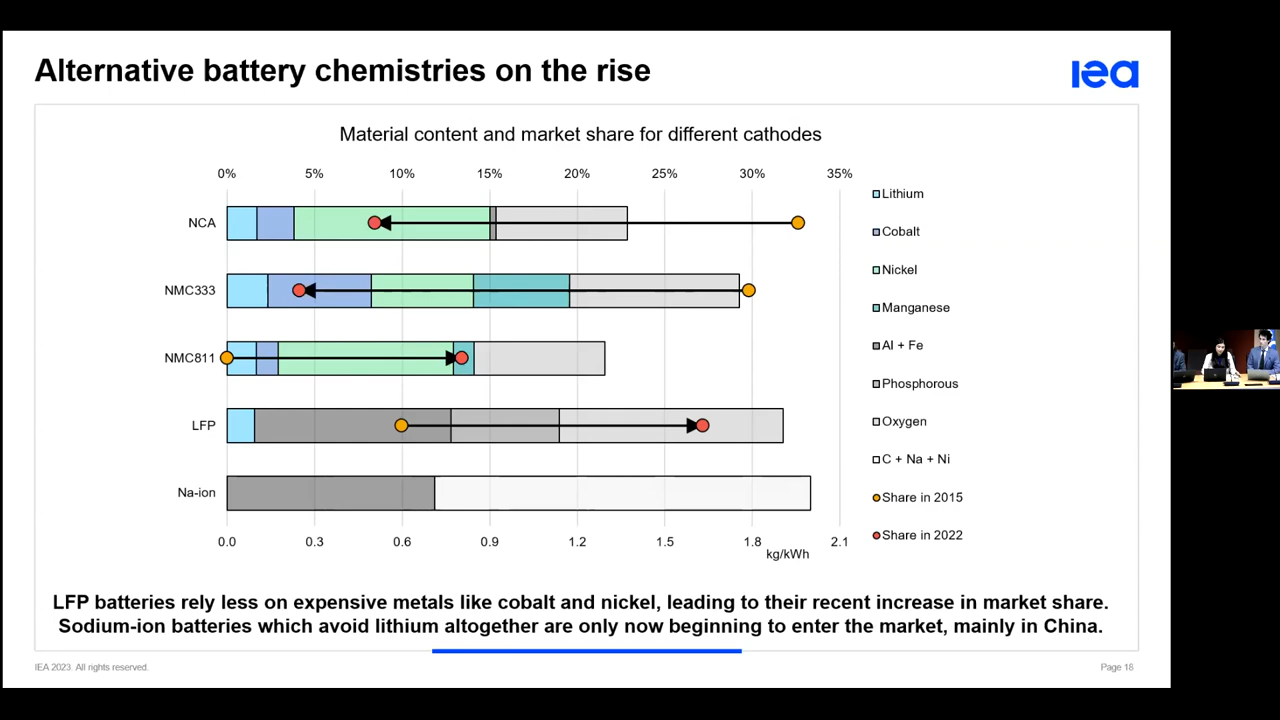 Alternative battery chemistries on the rise
iea
Material content and market share for different cathodes
0% 5% 10% 15% 20% 25% 30% 35%
NCA
NMC333
NMC811
LFP
Na-ion
0.0 0.3 0.6 0.9 1.2 1.5 1.8 2.1
kg/kWh
Lithium
Cobalt
Nickel
Manganese
Al + Fe
Phosphorous
Oxygen
C + Na + Ni
Share in 2015
Share in 2022
LFP batteries rely less on expensive metals like cobalt and nickel, leading to their recent increase in market share.
Sodium-ion batteries which avoid lithium altogether are only now beginning to enter the market, mainly in China.
IEA 2023. All rights reserved.
Page 18